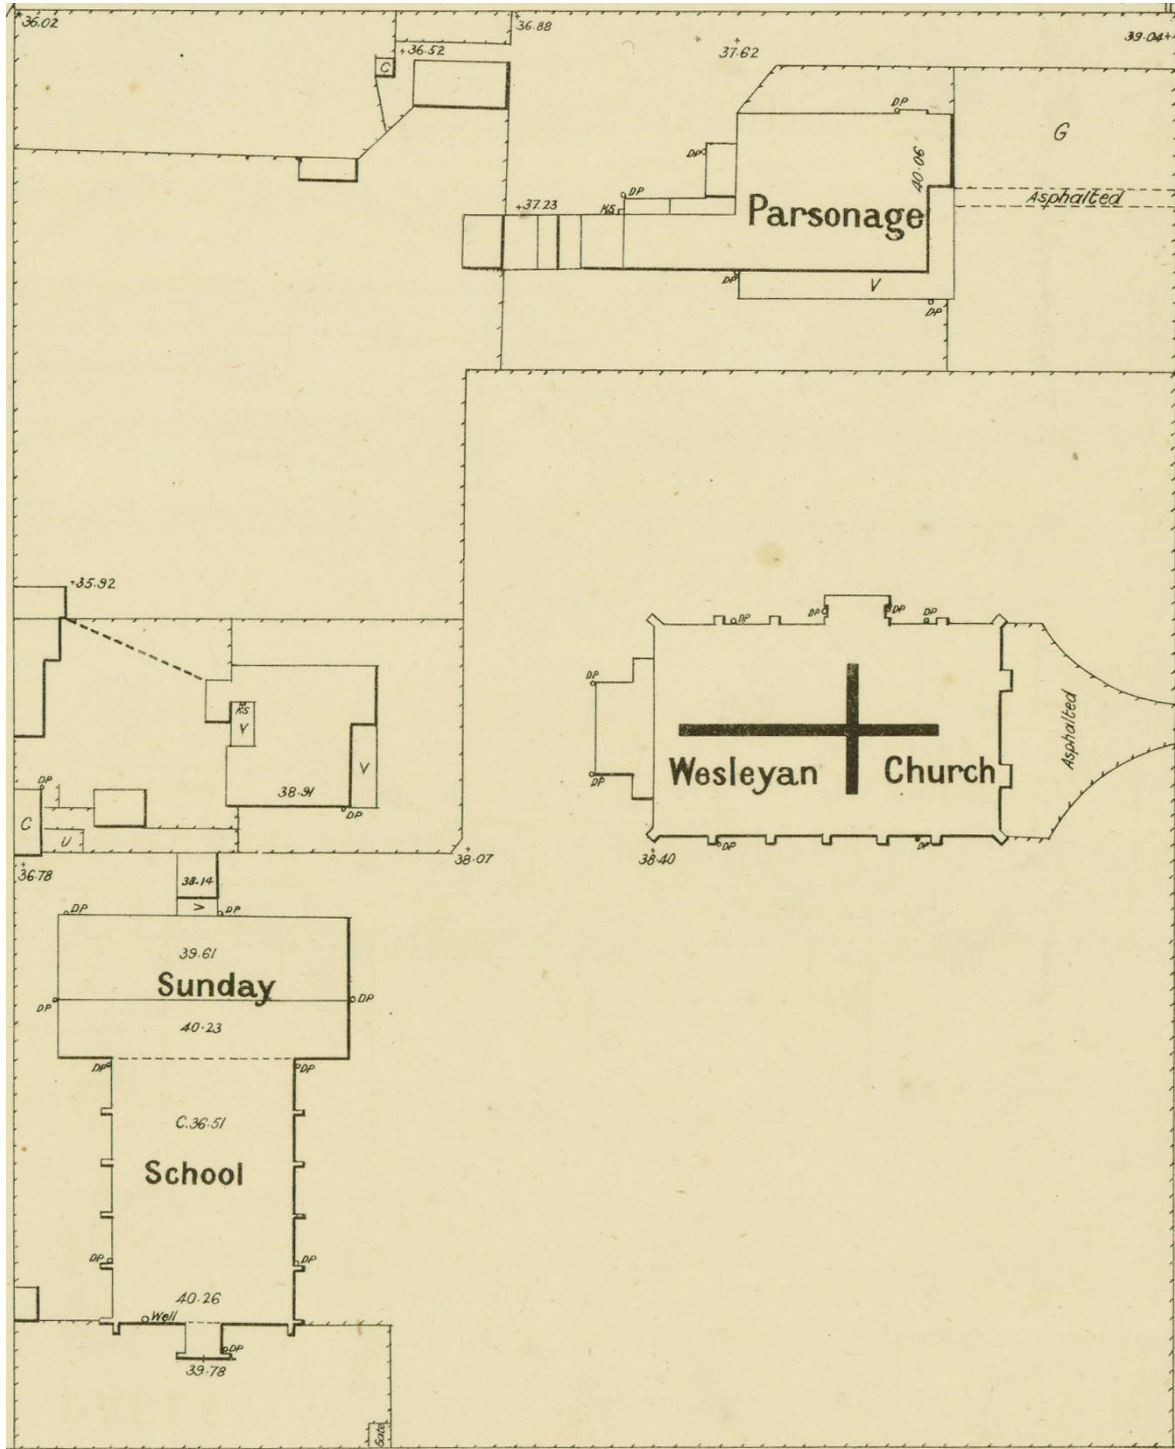 36.02
36.88
C
+36.52
37.62
39.04+
DP
G
DP
40.06
Asphalted
DP
KS
+37.23
Parsonage
DP
V
DP
+35.92
DP
DP
DP
DP
KS
V
DP
V
Asphalted
Wesleyan Church
DP
38.91
DP
DP
C
U
DP
DP
36.78
38.07
38.40
38.14
V
DP
DP
39.61
Sunday
DP
DP
40.23
DP
DP
C.36.51
School
DP
DP
40.26
Well
DP
39.78
Gate